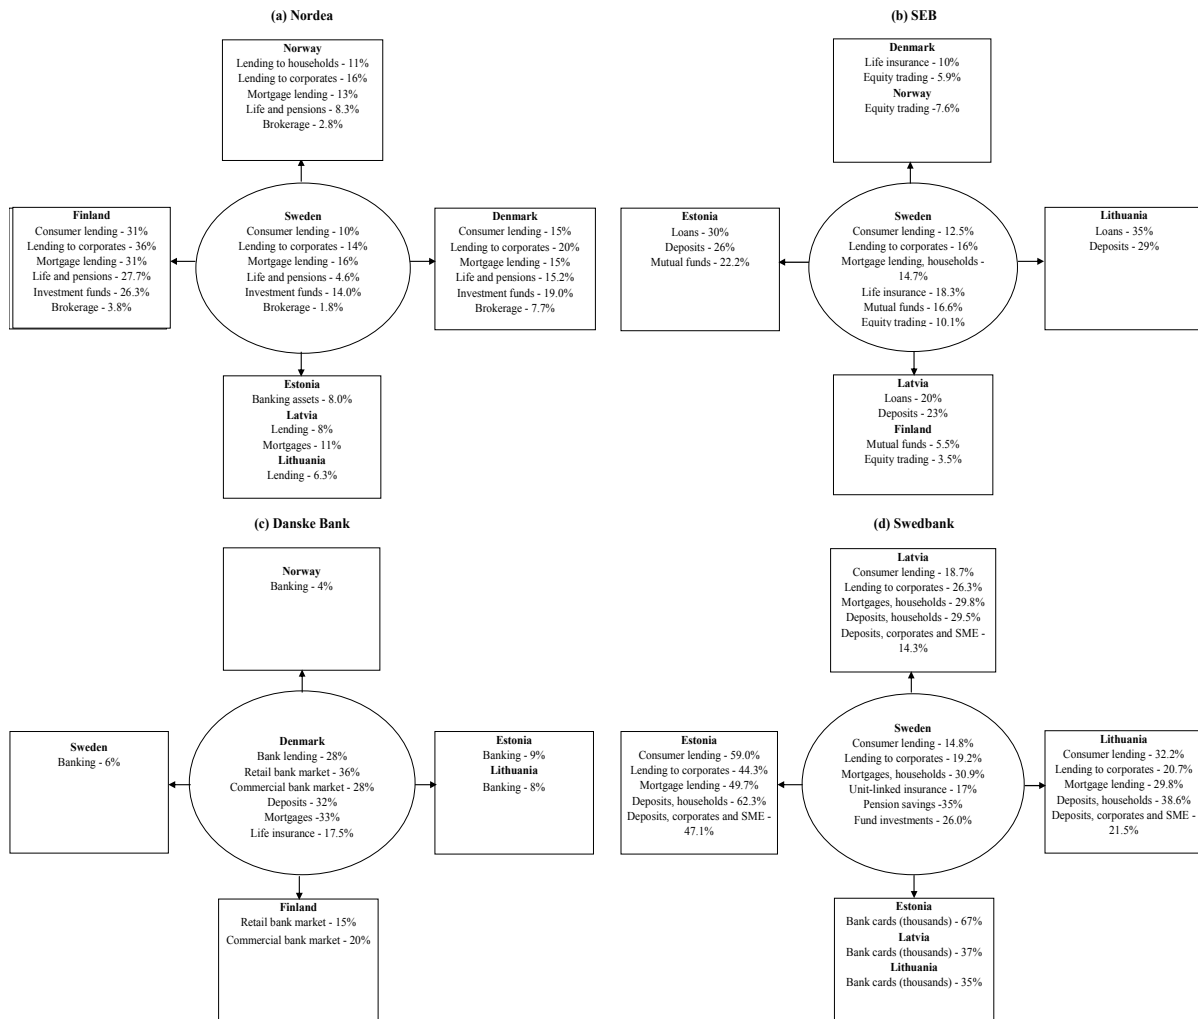 (a) Nordea
Norway
Lending to households - 11%
Lending to corporates - 16%
Mortgage lending - 13%
Life and pensions - 8.3%
Brokerage - 2.8%
Finland
Consumer lending - 31%
Lending to corporates - 36%
Mortgage lending - 31%
Life and pensions - 27.7%
Investment funds - 26.3%
Brokerage - 3.8%
Sweden
Consumer lending - 10%
Lending to corporates - 14%
Mortgage lending - 16%
Life and pensions - 4.6%
Investment funds - 14.0%
Brokerage - 1.8%
Denmark
Consumer lending - 15%
Lending to corporates - 20%
Mortgage lending - 15%
Life and pensions - 15.2%
Investment funds - 19.0%
Brokerage - 7.7%
Estonia
Banking assets - 8.0%
Latvia
Lending - 8%
Mortgages - 11%
Lithuania
Lending - 6.3%
(b) SEB
Denmark
Life insurance - 10%
Equity trading - 5.9%
Norway
Equity trading -7.6%
Estonia
Loans - 30%
Deposits - 26%
Mutual funds - 22.2%
Sweden
Consumer lending - 12.5%
Lending to corporates - 16%
Mortgage lending, households -
14.7%
Life insurance - 18.3%
Mutual funds - 16.6%
Equity trading - 10.1%
Lithuania
Loans - 35%
Deposits - 29%
Latvia
Loans - 20%
Deposits - 23%
Finland
Mutual funds - 5.5%
Equity trading - 3.5%
(c) Danske Bank
Norway
Banking - 4%
Sweden
Banking - 6%
Denmark
Bank lending - 28%
Retail bank market - 36%
Commercial bank market - 28%
Deposits - 32%
Mortgages -33%
Life insurance - 17.5%
Estonia
Banking - 9%
Lithuania
Banking - 8%
Finland
Retail bank market - 15%
Commercial bank market - 20%
(d) Swedbank
Latvia
Consumer lending - 18.7%
Lending to corporates - 26.3%
Mortgages, households - 29.8%
Deposits, households - 29.5%
Deposits, corporates and SME -
14.3%
Estonia
Consumer lending - 59.0%
Lending to corporates - 44.3%
Mortgage lending - 49.7%
Deposits, households - 62.3%
Deposits, corporates and SME -
47.1%
Sweden
Consumer lending - 14.8%
Lending to corporates - 19.2%
Mortgages, households - 30.9%
Unit-linked insurance - 17%
Pension savings -35%
Fund investments - 26.0%
Lithuania
Consumer lending - 32.2%
Lending to corporates - 20.7%
Mortgage lending - 29.8%
Deposits, households - 38.6%
Deposits, corporates and SME -
21.5%
Estonia
Bank cards (thousands) - 67%
Latvia
Bank cards (thousands) - 37%
Lithuania
Bank cards (thousands) - 35%